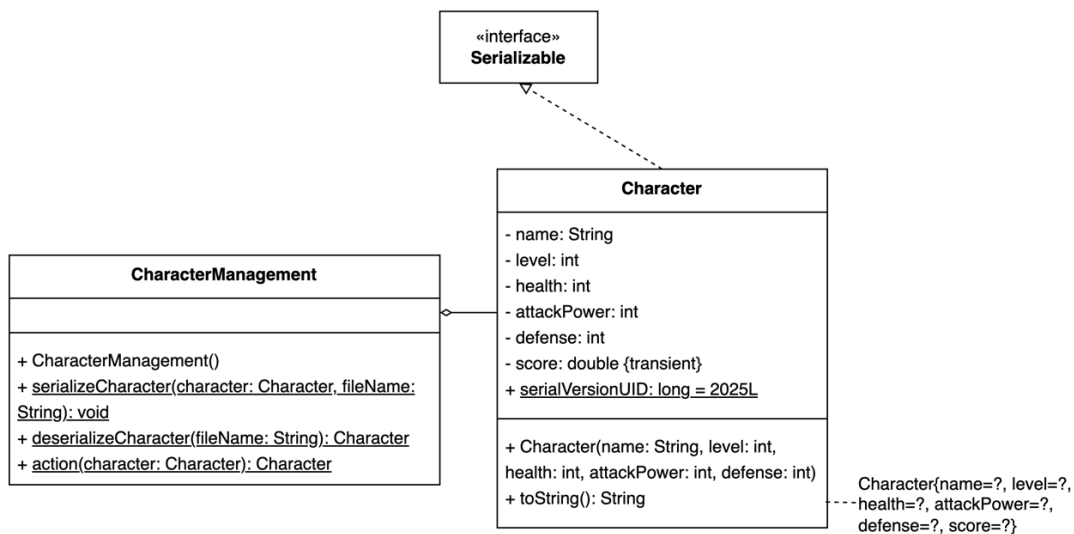 «interface»
Serializable
Character
- name: String
- level: int
- health: int
- attackPower: int
- defense: int
- score: double {transient}
+ serialVersionUID: long = 2025L
+ Character(name: String, level: int,
health: int, attackPower: int, defense: int)
+ toString(): String
CharacterManagement
+ CharacterManagement()
+ serializeCharacter(character: Character, fileName:
String): void
+ deserializeCharacter(fileName: String): Character
+ action(character: Character): Character
Character{name=?, level=?,
health=?, attackPower=?,
defense=?, score=?}